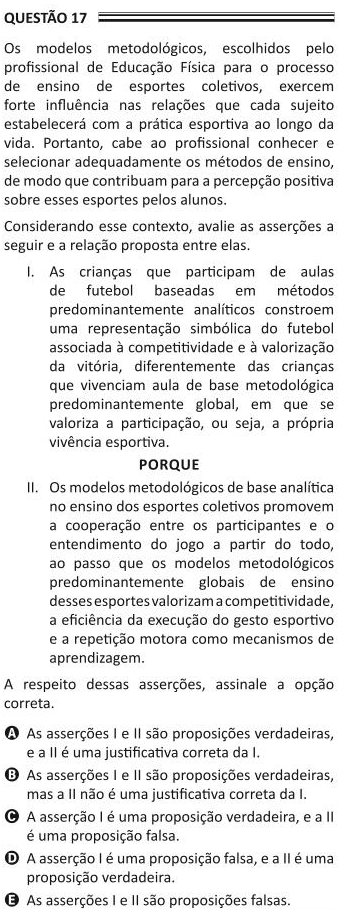 QUESTÃO 17
Os modelos metodológicos, escolhidos pelo
profissional de Educação Física para o processo
de ensino de esportes coletivos, exercem
forte influência nas relações que cada sujeito
estabelecerá com a prática esportiva ao longo da
vida. Portanto, cabe ao profissional conhecer e
selecionar adequadamente os métodos de ensino,
de modo que contribuam para a percepção positiva
sobre esses esportes pelos alunos.
Considerando esse contexto, avalie as asserções a
seguir e a relação proposta entre elas.
I. As crianças que participam de aulas
de futebol baseadas em métodos
predominantemente analíticos constroem
uma representação simbólica do futebol
associada à competitividade e à valorização
da vitória, diferentemente das crianças
que vivenciam aula de base metodológica
predominantemente global, em que se
valoriza a participação, ou seja, a própria
vivência esportiva.
PORQUE
II. Os modelos metodológicos de base analítica
no ensino dos esportes coletivos promovem
a cooperação entre os participantes e o
entendimento do jogo a partir do todo,
ao passo que os modelos metodológicos
predominantemente globais de ensino
desses esportes valorizam a competitividade,
a eficiência da execução do gesto esportivo
e a repetição motora como mecanismos de
aprendizagem.
A respeito dessas asserções, assinale a opção
correta.
A As asserções I e II são proposições verdadeiras,
e a II é uma justificativa correta da I.
B As asserções I e II são proposições verdadeiras,
mas a II não é uma justificativa correta da I.
C A asserção I é uma proposição verdadeira, e a II
é uma proposição falsa.
D A asserção I é uma proposição falsa, e a II é uma
proposição verdadeira.
E As asserções I e II são proposições falsas.